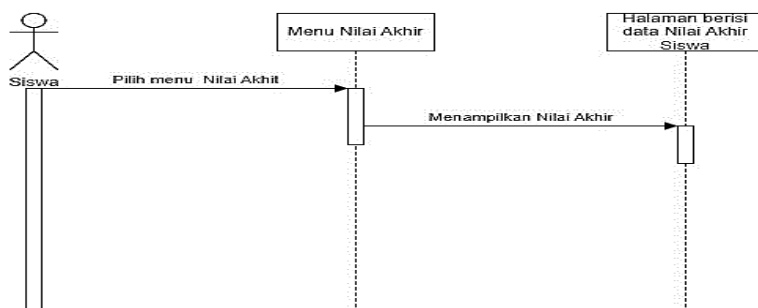 Siswa
Menu Nilai Akhir
Halaman berisi
data Nilai Akhir
Siswa
Pilih menu Nilai Akhit
Menampilkan Nilai Akhir